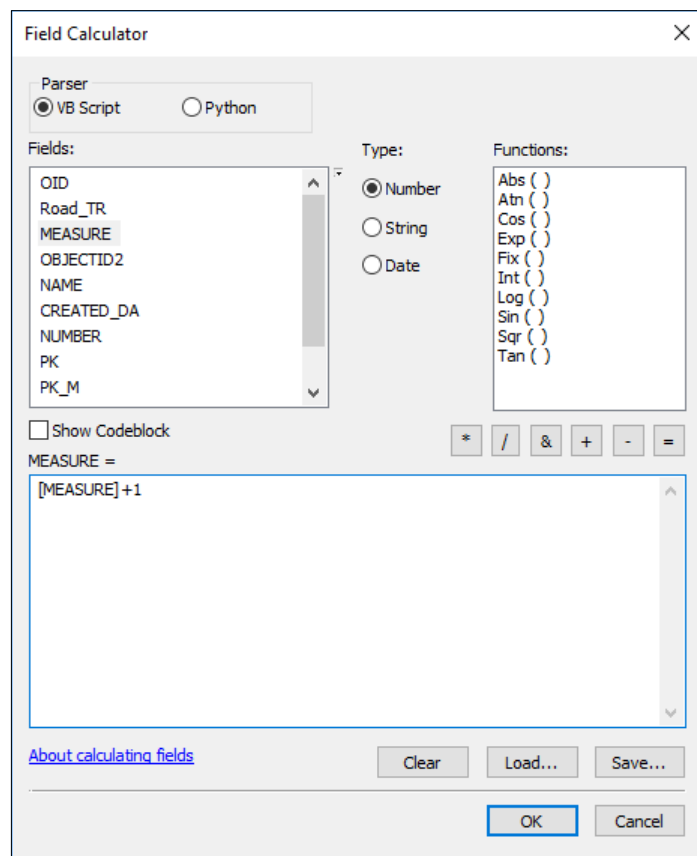 Field Calculator
Parser
VB Script
Python
Fields:
OID
Road_TR
MEASURE
OBJECTID2
NAME
CREATED_DA
NUMBER
PK
PK_M
Type:
Number
String
Date
Functions:
Abs ( )
Atn ( )
Cos ( )
Exp ( )
Fix ( )
Int ( )
Log ( )
Sin ( )
Sqr ( )
Tan ( )
Show Codeblock
* / & + - =
MEASURE =
[MEASURE] +1
About calculating fields
Clear
Load...
Save...
OK
Cancel